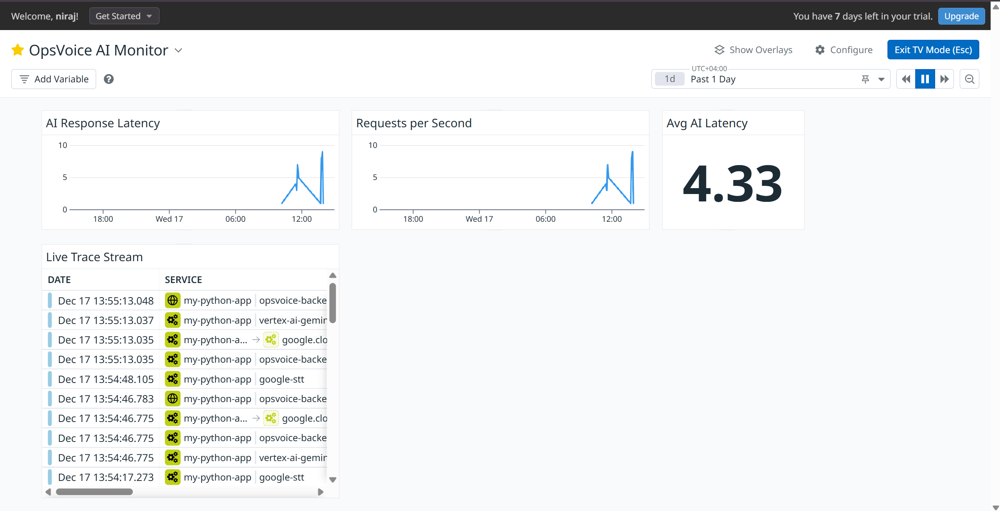 Welcome, niraj! Get Started You have 7 days left in your trial. Upgrade
OpsVoice AI Monitor Show Overlays Configure Exit TV Mode (Esc)
Add Variable ? UTC+04:00
1d Past 1 Day
AI Response Latency
10
5
0
18:00 Wed 17 06:00 12:00
Requests per Second
10
5
0
18:00 Wed 17 06:00 12:00
Avg AI Latency
4.33
Live Trace Stream
DATE SERVICE
Dec 17 13:55:13.048 my-python-app opsvoice-backe
Dec 17 13:55:13.037 my-python-app vertex-ai-gemin
Dec 17 13:55:13.035 my-python-a... → google.clo
Dec 17 13:55:13.035 my-python-app opsvoice-backe
Dec 17 13:54:48.105 my-python-app google-stt
Dec 17 13:54:46.783 my-python-app opsvoice-backe
Dec 17 13:54:46.775 my-python-a... → google.clo
Dec 17 13:54:46.775 my-python-app opsvoice-backe
Dec 17 13:54:46.775 my-python-app vertex-ai-gemin
Dec 17 13:54:17.273 my-python-app google-stt